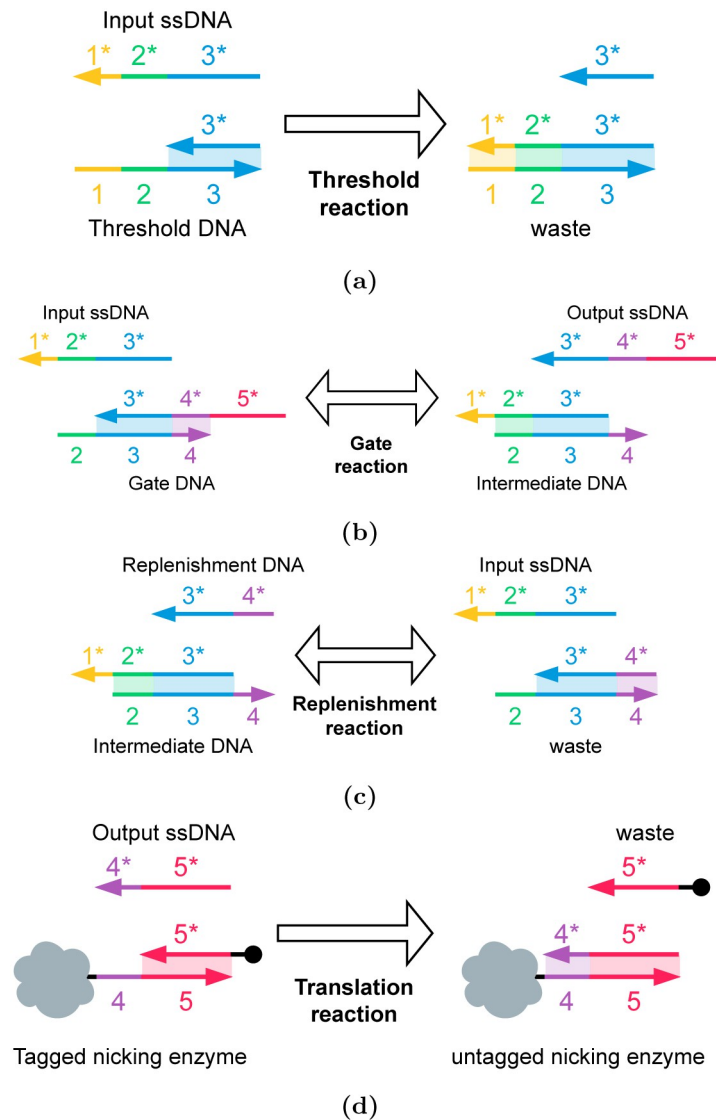 Input ssDNA
1* 2* 3*
3*
3*
1* 2* 3*
1 2 3
1 2 3
Threshold DNA
Threshold
reaction
waste
(a)
Input ssDNA
1* 2* 3*
Output ssDNA
3* 4* 5*
3* 4* 5*
1* 2* 3*
2 3 4
2 3 4
Gate DNA
Gate
reaction
Intermediate DNA
(b)
Replenishment DNA
3* 4*
Input ssDNA
1* 2* 3*
1* 2* 3*
3* 4*
2 3 4
2 3 4
Intermediate DNA
Replenishment
reaction
waste
(c)
Output ssDNA
4* 5*
waste
5*
5*
4* 5*
4 5
4 5
Tagged nicking enzyme
Translation
reaction
untagged nicking enzyme
(d)